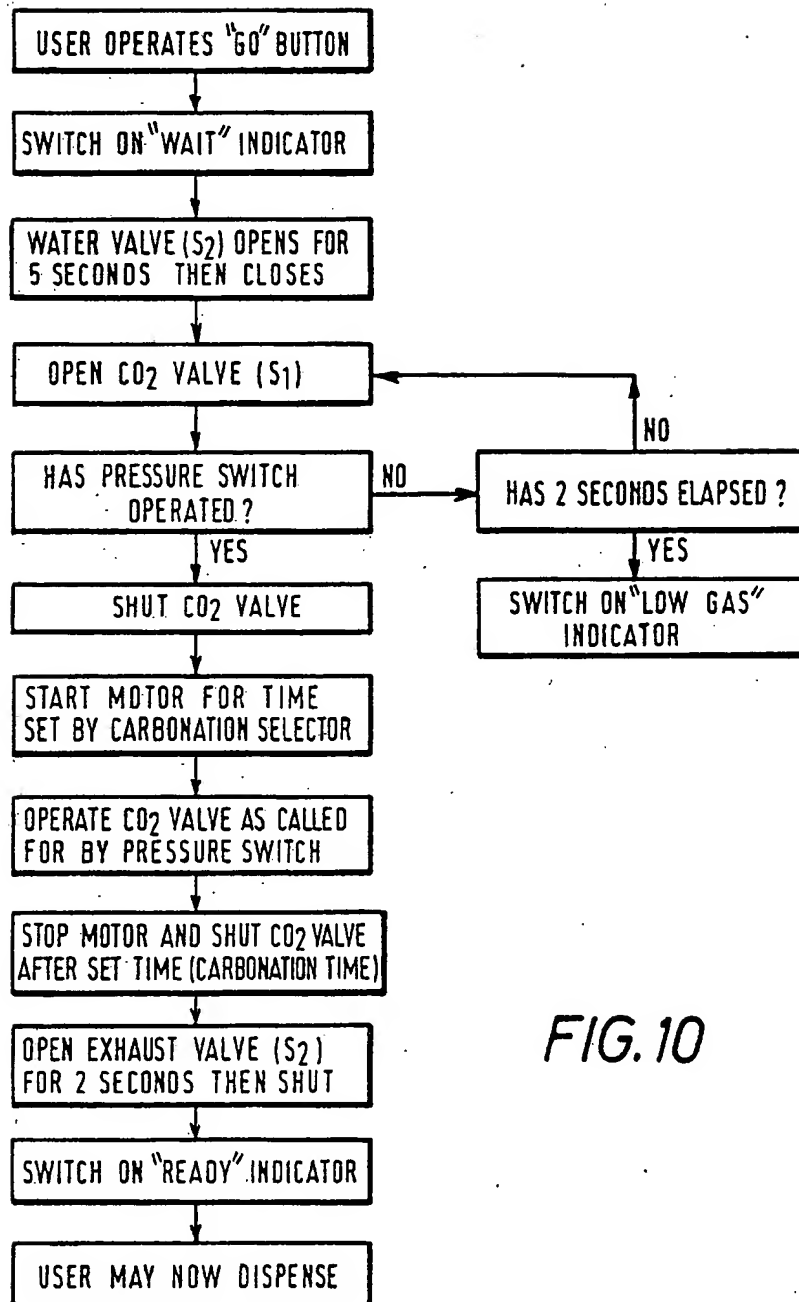 USER OPERATES "GO" BUTTON
SWITCH ON "WAIT" INDICATOR
WATER VALVE (S2) OPENS FOR
5 SECONDS THEN CLOSES
OPEN CO2 VALVE (S1)
HAS PRESSURE SWITCH
OPERATED?
NO
HAS 2 SECONDS ELAPSED?
NO
YES
SWITCH ON "LOW GAS"
INDICATOR
YES
SHUT CO2 VALVE
START MOTOR FOR TIME
SET BY CARBONATION SELECTOR
OPERATE CO2 VALVE AS CALLED
FOR BY PRESSURE SWITCH
STOP MOTOR AND SHUT CO2 VALVE
AFTER SET TIME (CARBONATION TIME)
OPEN EXHAUST VALVE (S2)
FOR 2 SECONDS THEN SHUT
SWITCH ON "READY" INDICATOR
USER MAY NOW DISPENSE
FIG. 10